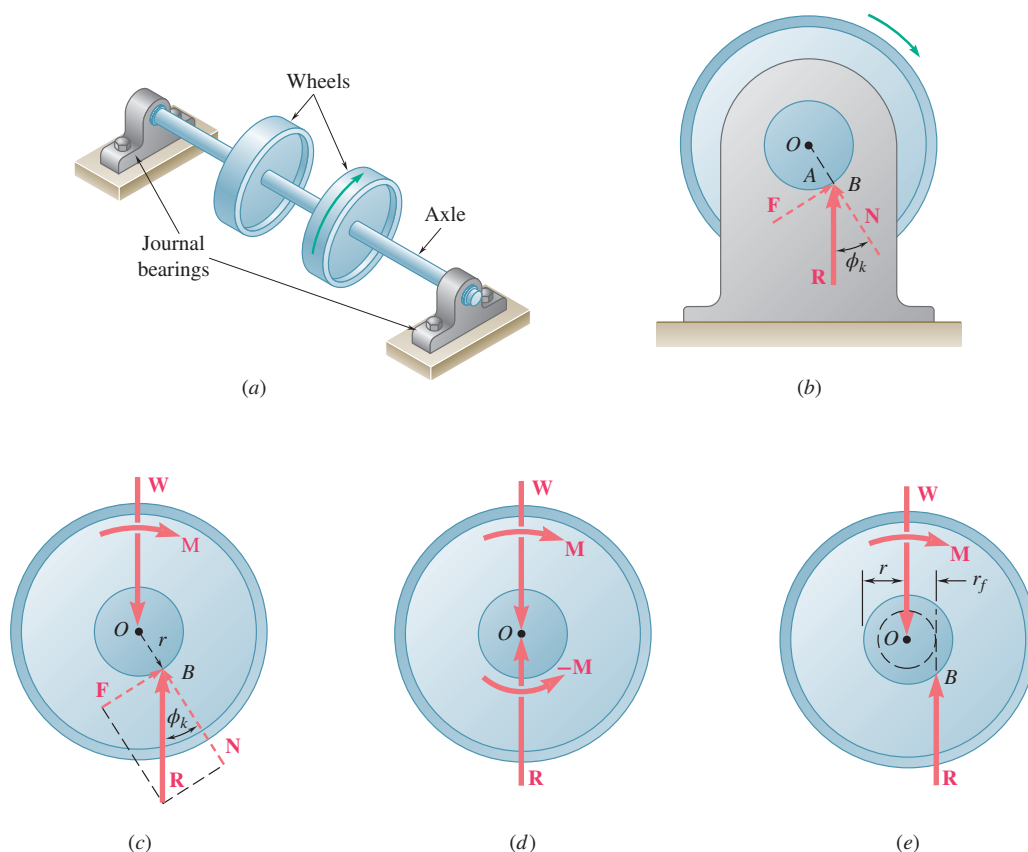 Wheels
Axle
Journal
bearings
(a)
O
A
B
F
N
ϕk
R
(b)
W
M
O
r
B
F
ϕk
N
R
(c)
W
M
O
–M
R
(d)
W
M
r
rf
O
B
R
(e)